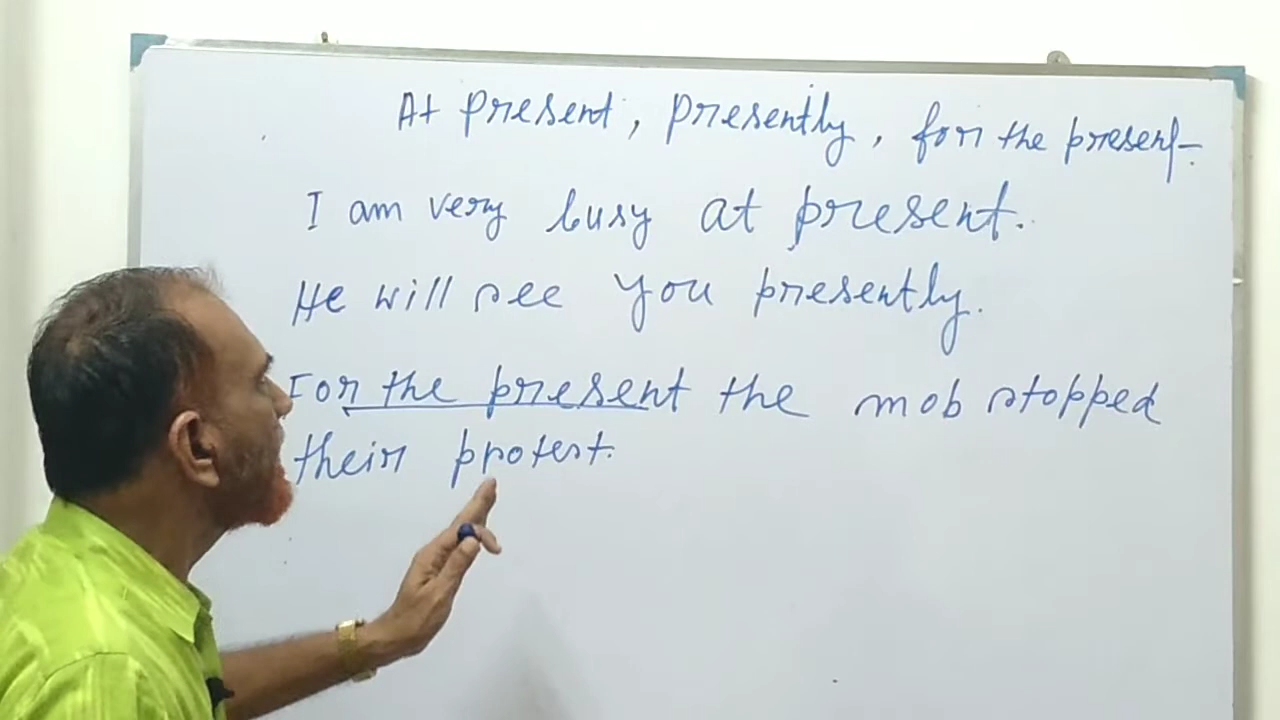 At present, presently, for the present.
I am very busy at present.
He will see you presently.
For the present the mob stopped
their protest.